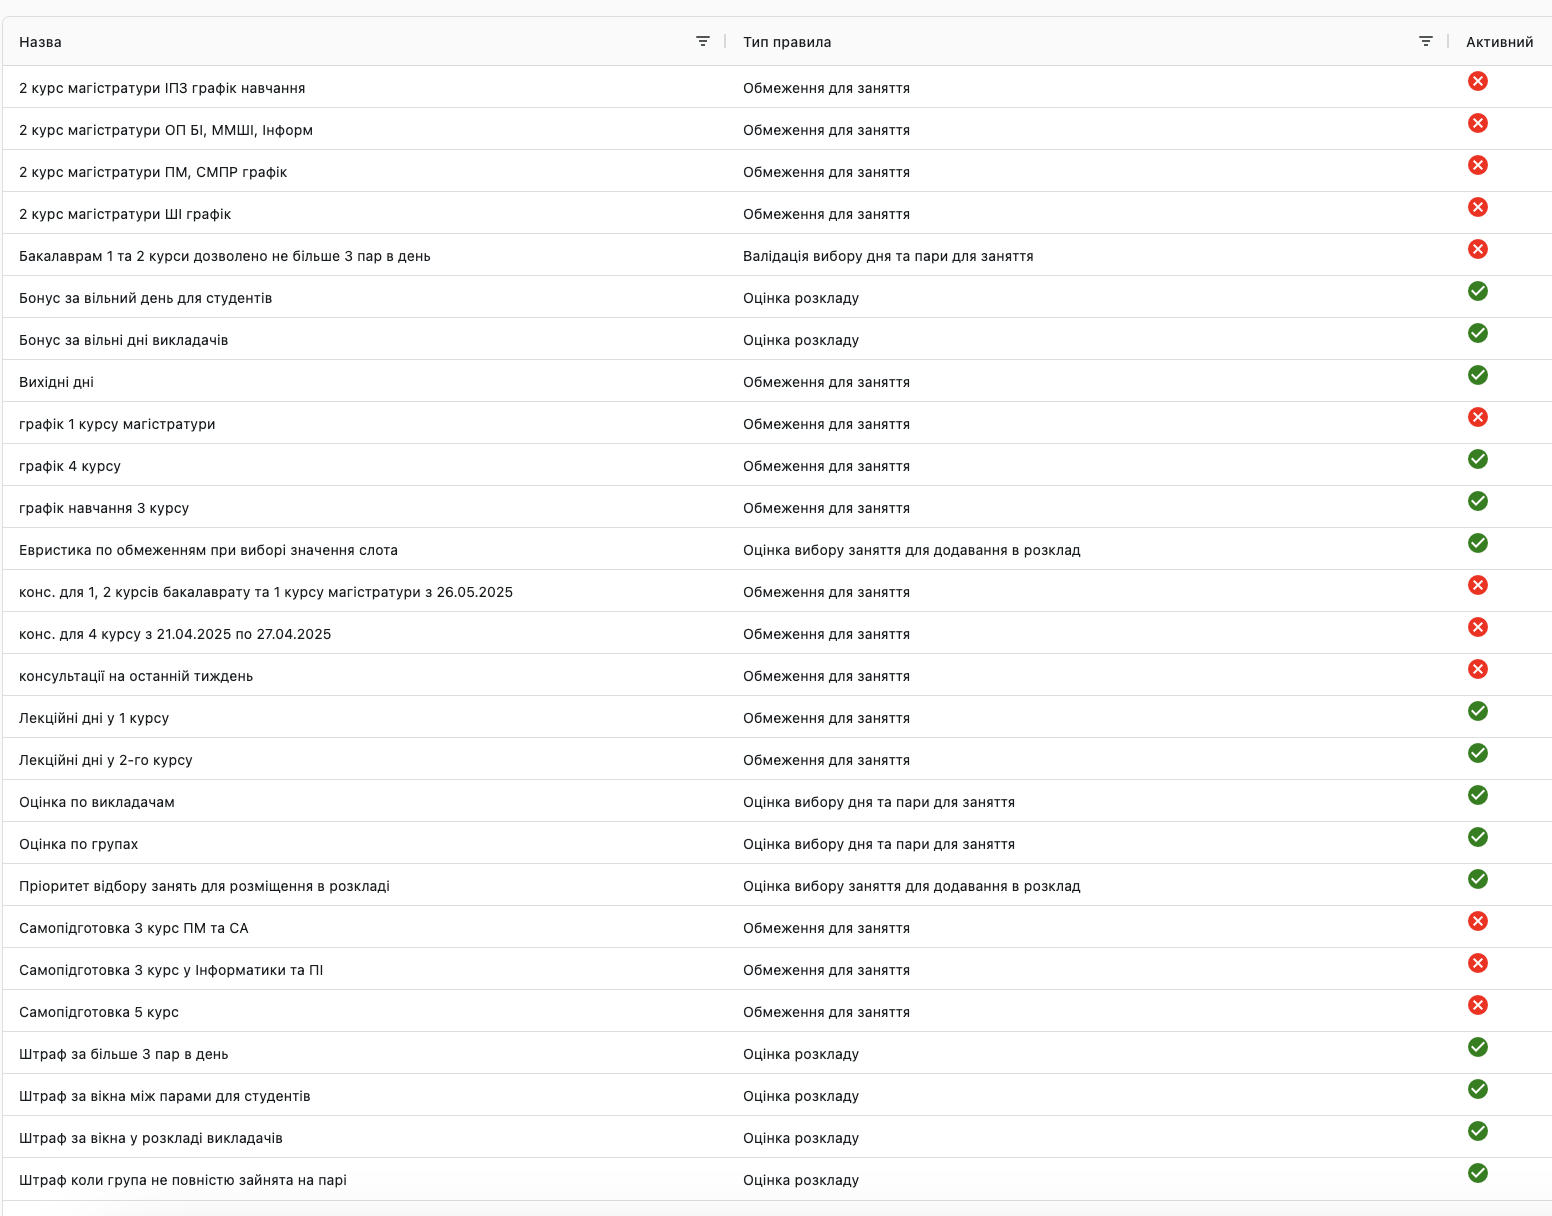 Назва Тип правила Активний
2 курс магістратури ІПЗ графік навчання Обмеження для заняття
2 курс магістратури ОП БІ, ММШІ, Інформ Обмеження для заняття
2 курс магістратури ПМ, СМПР графік Обмеження для заняття
2 курс магістратури ШІ графік Обмеження для заняття
Бакалаврам 1 та 2 курси дозволено не більше 3 пар в день Валідація вибору дня та пари для заняття
Бонус за вільний день для студентів Оцінка розкладу
Бонус за вільні дні викладачів Оцінка розкладу
Вихідні дні Обмеження для заняття
графік 1 курсу магістратури Обмеження для заняття
графік 4 курсу Обмеження для заняття
графік навчання 3 курсу Обмеження для заняття
Евристика по обмеженням при виборі значення слота Оцінка вибору заняття для додавання в розклад
конс. для 1, 2 курсів бакалаврату та 1 курсу магістратури з 26.05.2025 Обмеження для заняття
конс. для 4 курсу з 21.04.2025 по 27.04.2025 Обмеження для заняття
консультації на останній тиждень Обмеження для заняття
Лекційні дні у 1 курсу Обмеження для заняття
Лекційні дні у 2-го курсу Обмеження для заняття
Оцінка по викладачам Оцінка вибору дня та пари для заняття
Оцінка по групах Оцінка вибору дня та пари для заняття
Пріоритет відбору занять для розміщення в розкладі Оцінка вибору заняття для додавання в розклад
Самопідготовка 3 курс ПМ та СА Обмеження для заняття
Самопідготовка 3 курс у Інформатики та ПІ Обмеження для заняття
Самопідготовка 5 курс Обмеження для заняття
Штраф за більше 3 пар в день Оцінка розкладу
Штраф за вікна між парами для студентів Оцінка розкладу
Штраф за вікна у розкладі викладачів Оцінка розкладу
Штраф коли група не повністю зайнята на парі Оцінка розкладу